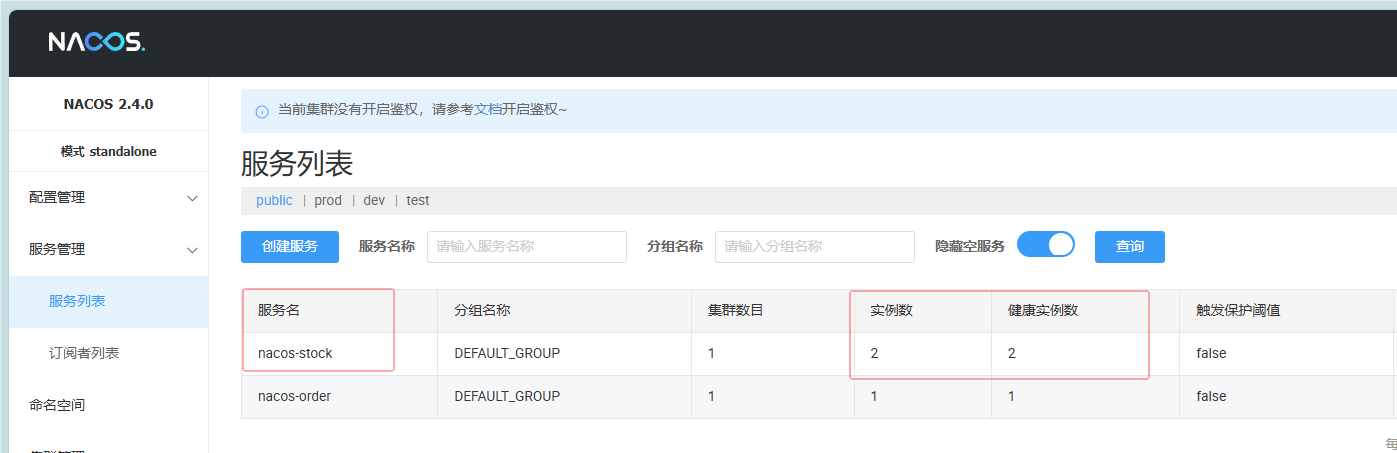 NACOS.
NACOS 2.4.0
当前集群没有开启鉴权，请参考文档开启鉴权~
模式 standalone
服务列表
配置管理
public | prod | dev | test
服务管理
创建服务 服务名称 请输入服务名称 分组名称 请输入分组名称 隐藏空服务 查询
服务列表
服务名 分组名称 集群数目 实例数 健康实例数 触发保护阈值
订阅者列表
nacos-stock DEFAULT_GROUP 1 2 2 false
命名空间
nacos-order DEFAULT_GROUP 1 1 1 false
每